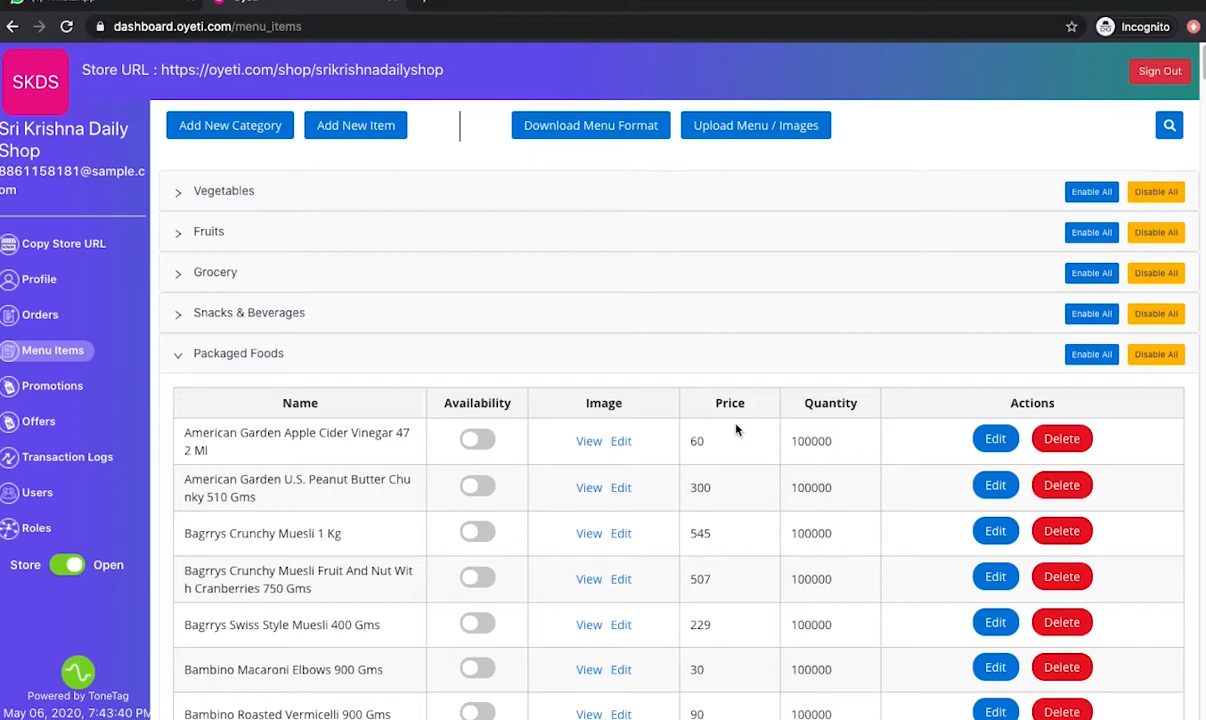 dashboard.oyeti.com/menu_items
Incognito
SKDS
Store URL : https://oyeti.com/shop/srikrishnadailyshop
Sign Out
Sri Krishna Daily
Shop
8861158181@sample.c
om
Add New Category
Add New Item
Download Menu Format
Upload Menu / Images
Vegetables
Enable All
Disable All
Fruits
Enable All
Disable All
Grocery
Enable All
Disable All
Snacks & Beverages
Enable All
Disable All
Packaged Foods
Enable All
Disable All
Copy Store URL
Profile
Orders
Menu Items
Promotions
Offers
Transaction Logs
Users
Roles
Store Open
Powered by ToneTag
May 06, 2020, 7:43:40 PM
Name Availability Image Price Quantity Actions
American Garden Apple Cider Vinegar 47
2 Ml
View Edit 60 100000 Edit Delete
American Garden U.S. Peanut Butter Chu
nky 510 Gms
View Edit 300 100000 Edit Delete
Bagrrys Crunchy Muesli 1 Kg View Edit 545 100000 Edit Delete
Bagrrys Crunchy Muesli Fruit And Nut Wit
h Cranberries 750 Gms
View Edit 507 100000 Edit Delete
Bagrrys Swiss Style Muesli 400 Gms View Edit 229 100000 Edit Delete
Bambino Macaroni Elbows 900 Gms View Edit 30 100000 Edit Delete
Bambino Roasted Vermicelli 900 Gms View Edit 90 100000 Edit Delete